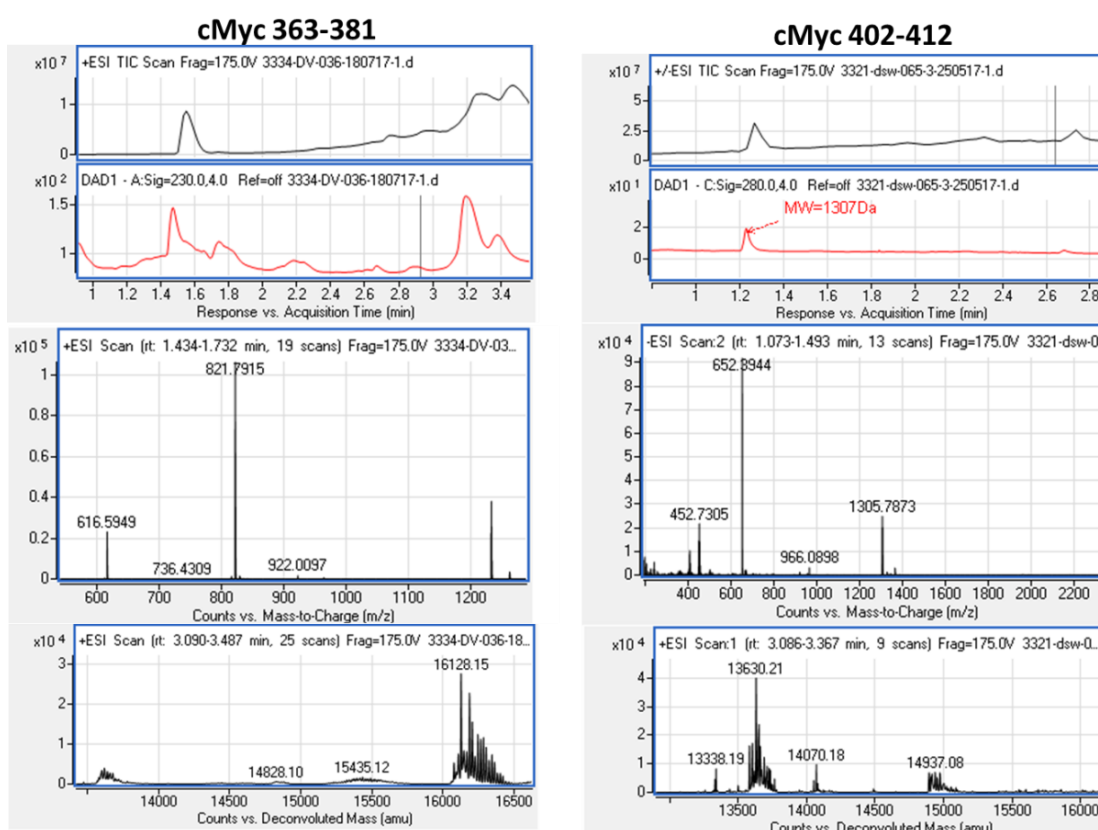 cMyc 363-381
x10 7
+ESI TIC Scan Frag=175.0V 3334-DV-036-180717-1.d
1
0
x10 2
DAD1 - A:Sig=230.0,4.0 Ref=off 3334-DV-036-180717-1.d
1.5
1
1 1.2 1.4 1.6 1.8 2 2.2 2.4 2.6 2.8 3 3.2 3.4
Response vs. Acquisition Time (min)
x10 5
+ESI Scan (rt: 1.434-1.732 min, 19 scans) Frag=175.0V 3334-DV-03...
821.7915
1
0.8
0.6
0.4
616.5949
0.2
736.4309
922.0097
0
600 700 800 900 1000 1100 1200
Counts vs. Mass-to-Charge (m/z)
x10 4
+ESI Scan (rt: 3.090-3.487 min, 25 scans) Frag=175.0V 3334-DV-036-18...
3
16128.15
2
1
14828.10
15435.12
0
14000 14500 15000 15500 16000 16500
Counts vs. Deconvoluted Mass (amu)
cMyc 402-412
x10 7
+/-ESI TIC Scan Frag=175.0V 3321-dsw-065-3-250517-1.d
5
2.5
0
x10 1
DAD1 - C:Sig=280.0,4.0 Ref=off 3321-dsw-065-3-250517-1.d
MW=1307Da
2
0
1 1.2 1.4 1.6 1.8 2 2.2 2.4 2.6 2.8
Response vs. Acquisition Time (min)
x10 4
-ESI Scan:2 (rt: 1.073-1.493 min, 13 scans) Frag=175.0V 3321-dsw-0
9
652.3944
8
7
6
5
4
3
1305.7873
452.7305
2
1
966.0898
0
400 600 800 1000 1200 1400 1600 1800 2000 2200
Counts vs. Mass-to-Charge (m/z)
x10 4
+ESI Scan:1 (rt: 3.086-3.367 min, 9 scans) Frag=175.0V 3321-dsw-0...
13630.21
4
3
2
13338.19
14070.18
14937.08
1
0
13500 14000 14500 15000 15500 16000
Counts vs. Deconvoluted Mass (amu)